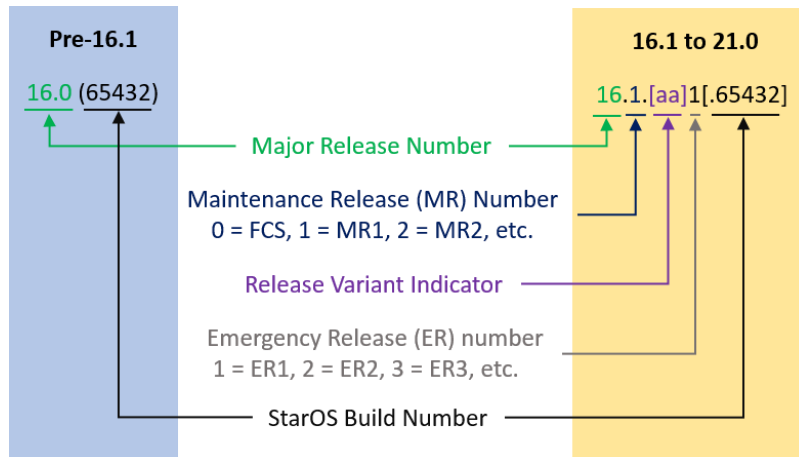 Pre-16.1
16.1 to 21.0
16.0 (65432)
16.1.[aa]1[.65432]
Major Release Number
Maintenance Release (MR) Number
0 = FCS, 1 = MR1, 2 = MR2, etc.
Release Variant Indicator
Emergency Release (ER) number
1 = ER1, 2 = ER2, 3 = ER3, etc.
StarOS Build Number